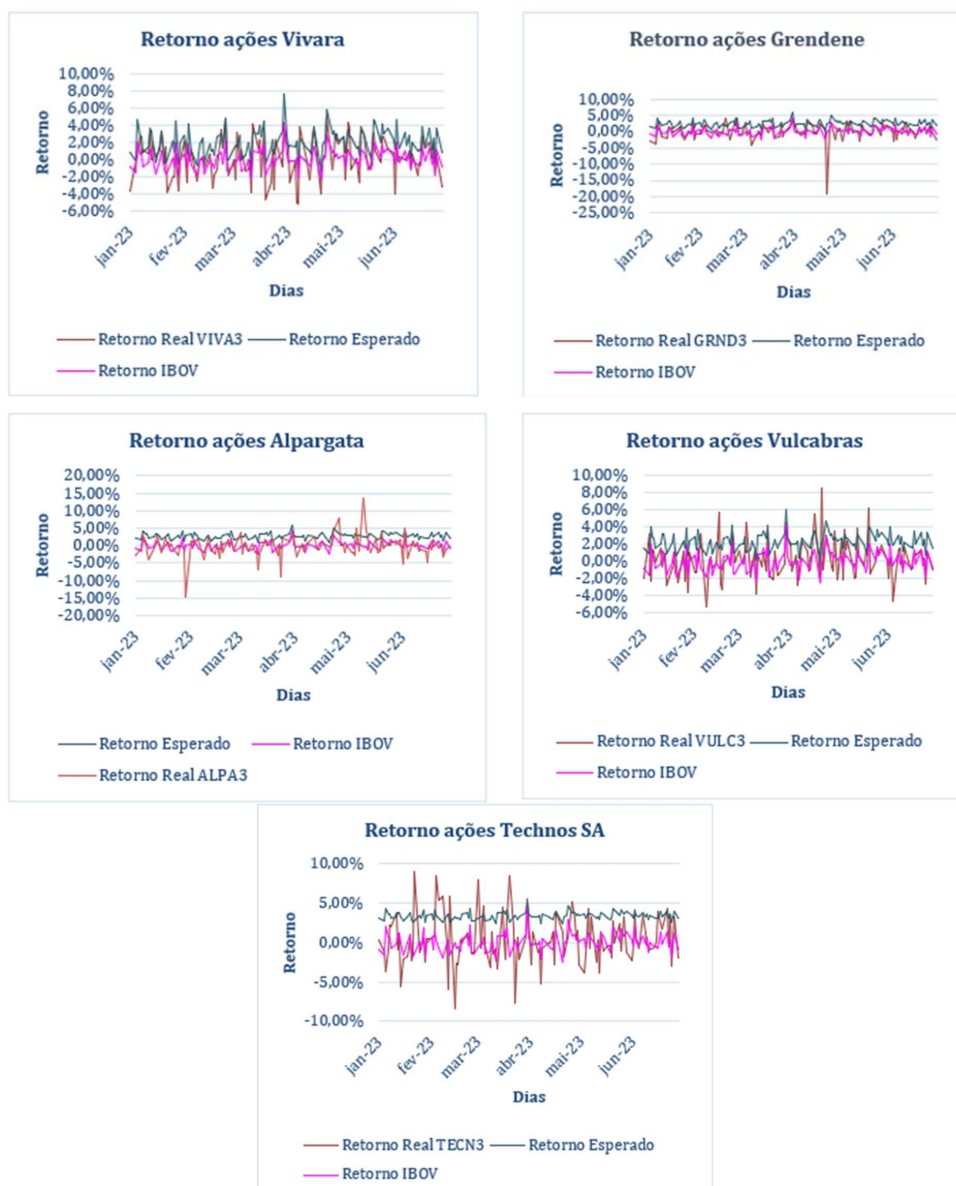 Retorno ações Vivara
10,00%
8,00%
6,00%
4,00%
2,00%
0,00%
-2,00%
-4,00%
-6,00%
Retorno
jan-23
fev-23
mar-23
abr-23
mai-23
jun-23
Dias
Retorno Real VIVA3
Retorno Esperado
Retorno IBOV
Retorno ações Grendene
10,00%
5,00%
0,00%
-5,00%
-10,00%
-15,00%
-20,00%
-25,00%
Retorno
jan-23
fev-23
mar-23
abr-23
mai-23
jun-23
Dias
Retorno Real GRND3
Retorno Esperado
Retorno IBOV
Retorno ações Alpargata
20,00%
15,00%
10,00%
5,00%
0,00%
-5,00%
-10,00%
-15,00%
-20,00%
Retorno
jan-23
fev-23
mar-23
abr-23
mai-23
jun-23
Dias
Retorno Esperado
Retorno IBOV
Retorno Real ALPA3
Retorno ações Vulcabras
10,00%
8,00%
6,00%
4,00%
2,00%
0,00%
-2,00%
-4,00%
-6,00%
Retorno
jan-23
fev-23
mar-23
abr-23
mai-23
jun-23
Dias
Retorno Real VULC3
Retorno Esperado
Retorno IBOV
Retorno ações Technos SA
10,00%
5,00%
0,00%
-5,00%
-10,00%
Retorno
jan-23
fev-23
mar-23
abr-23
mai-23
jun-23
Dias
Retorno Real TECN3
Retorno Esperado
Retorno IBOV